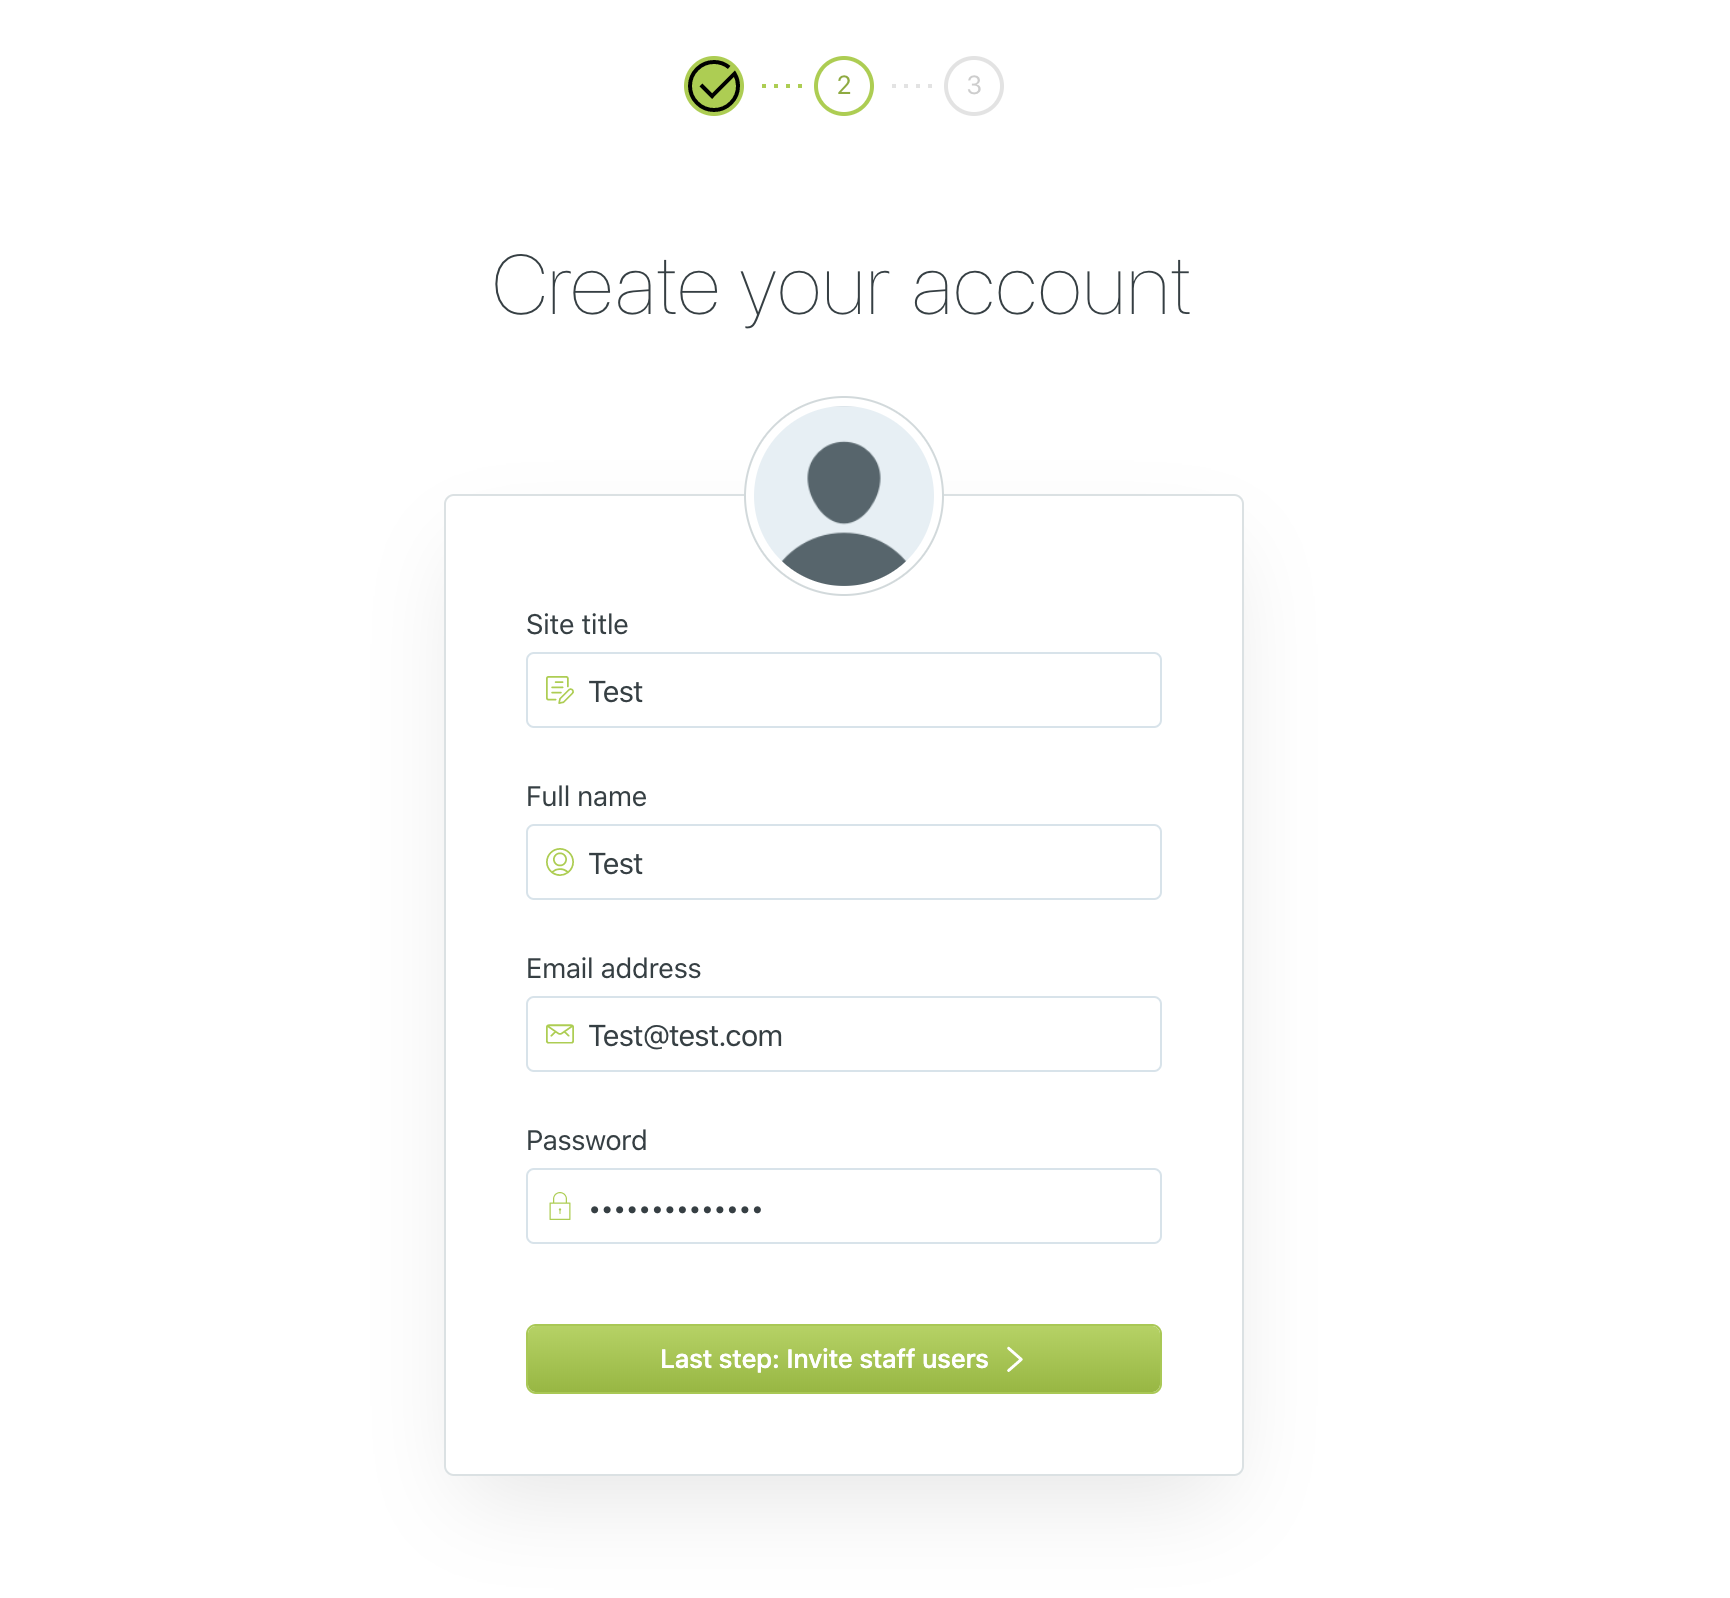 2
3
Create your account
Site title
Test
Full name
Test
Email address
Test@test.com
Password
••••••••••••••
Last step: Invite staff users